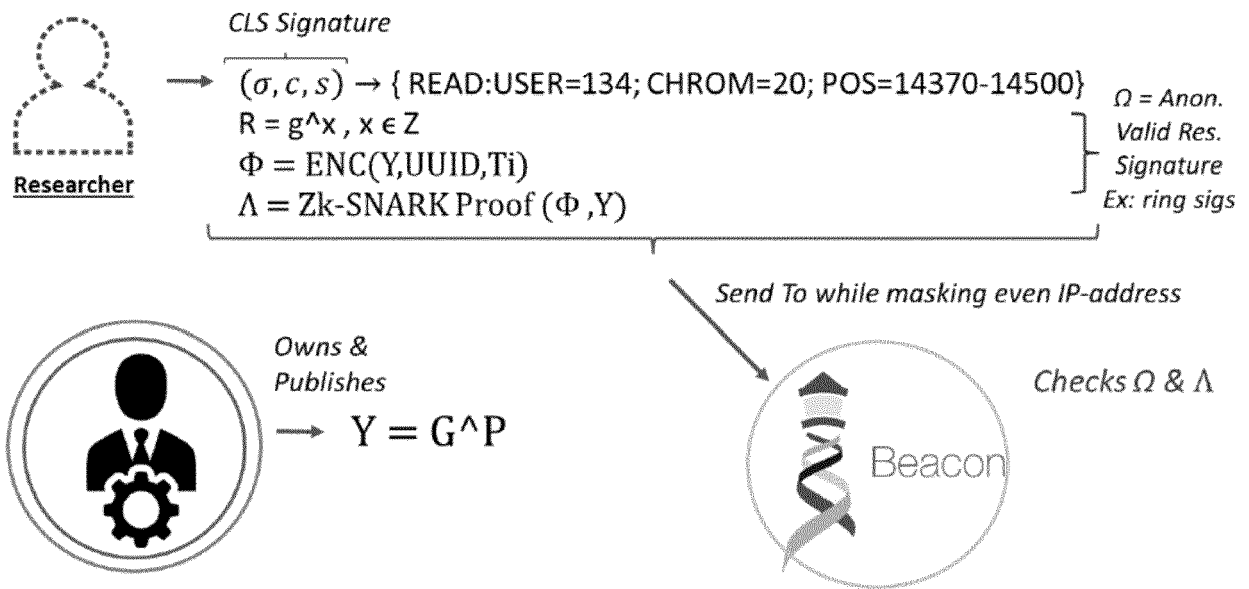 CLS Signature
(σ, c, s) → { READ:USER=134; CHROM=20; POS=14370-14500}
R = g^x , x ϵ Z
Φ = ENC(Y,UUID,Ti)
Λ = Zk-SNARK Proof (Φ ,Y)
Ω = Anon.
Valid Res.
Signature
Ex: ring sigs
Researcher
Send To while masking even IP-address
Owns &
Publishes
Y = G^P
Checks Ω & Λ
Beacon